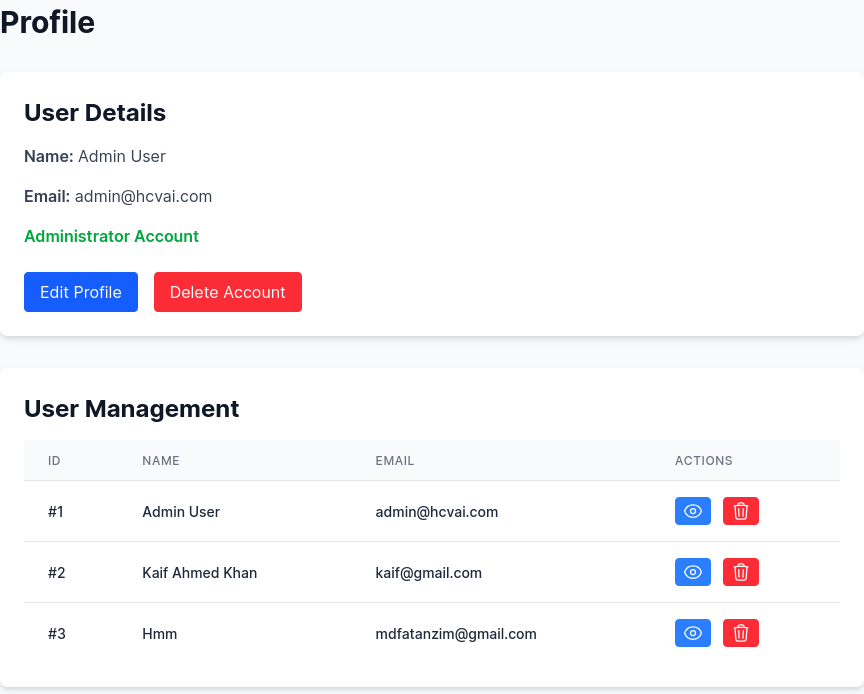 Profile
User Details
Name: Admin User
Email: admin@hcvai.com
Administrator Account
Edit Profile Delete Account
User Management
ID NAME EMAIL ACTIONS
#1 Admin User admin@hcvai.com
#2 Kaif Ahmed Khan kaif@gmail.com
#3 Hmm mdfatanzim@gmail.com